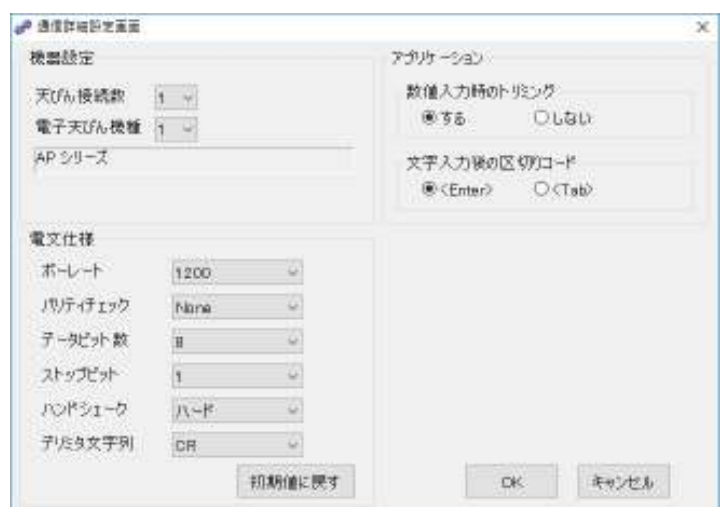 通信詳細設定画面
機器設定
天びん接続数 1
電子天びん機種 1
AP シリーズ
電文仕様
ボーレート 1200
パリティチェック None
データビット数 8
ストップビット 1
ハンドシェーク ハード
デリミタ文字列 CR
初期値に戻す
アプリケーション
数値入力時のトリミング
する しない
文字入力後の区切りコード
<Enter> <Tab>
OK キャンセル